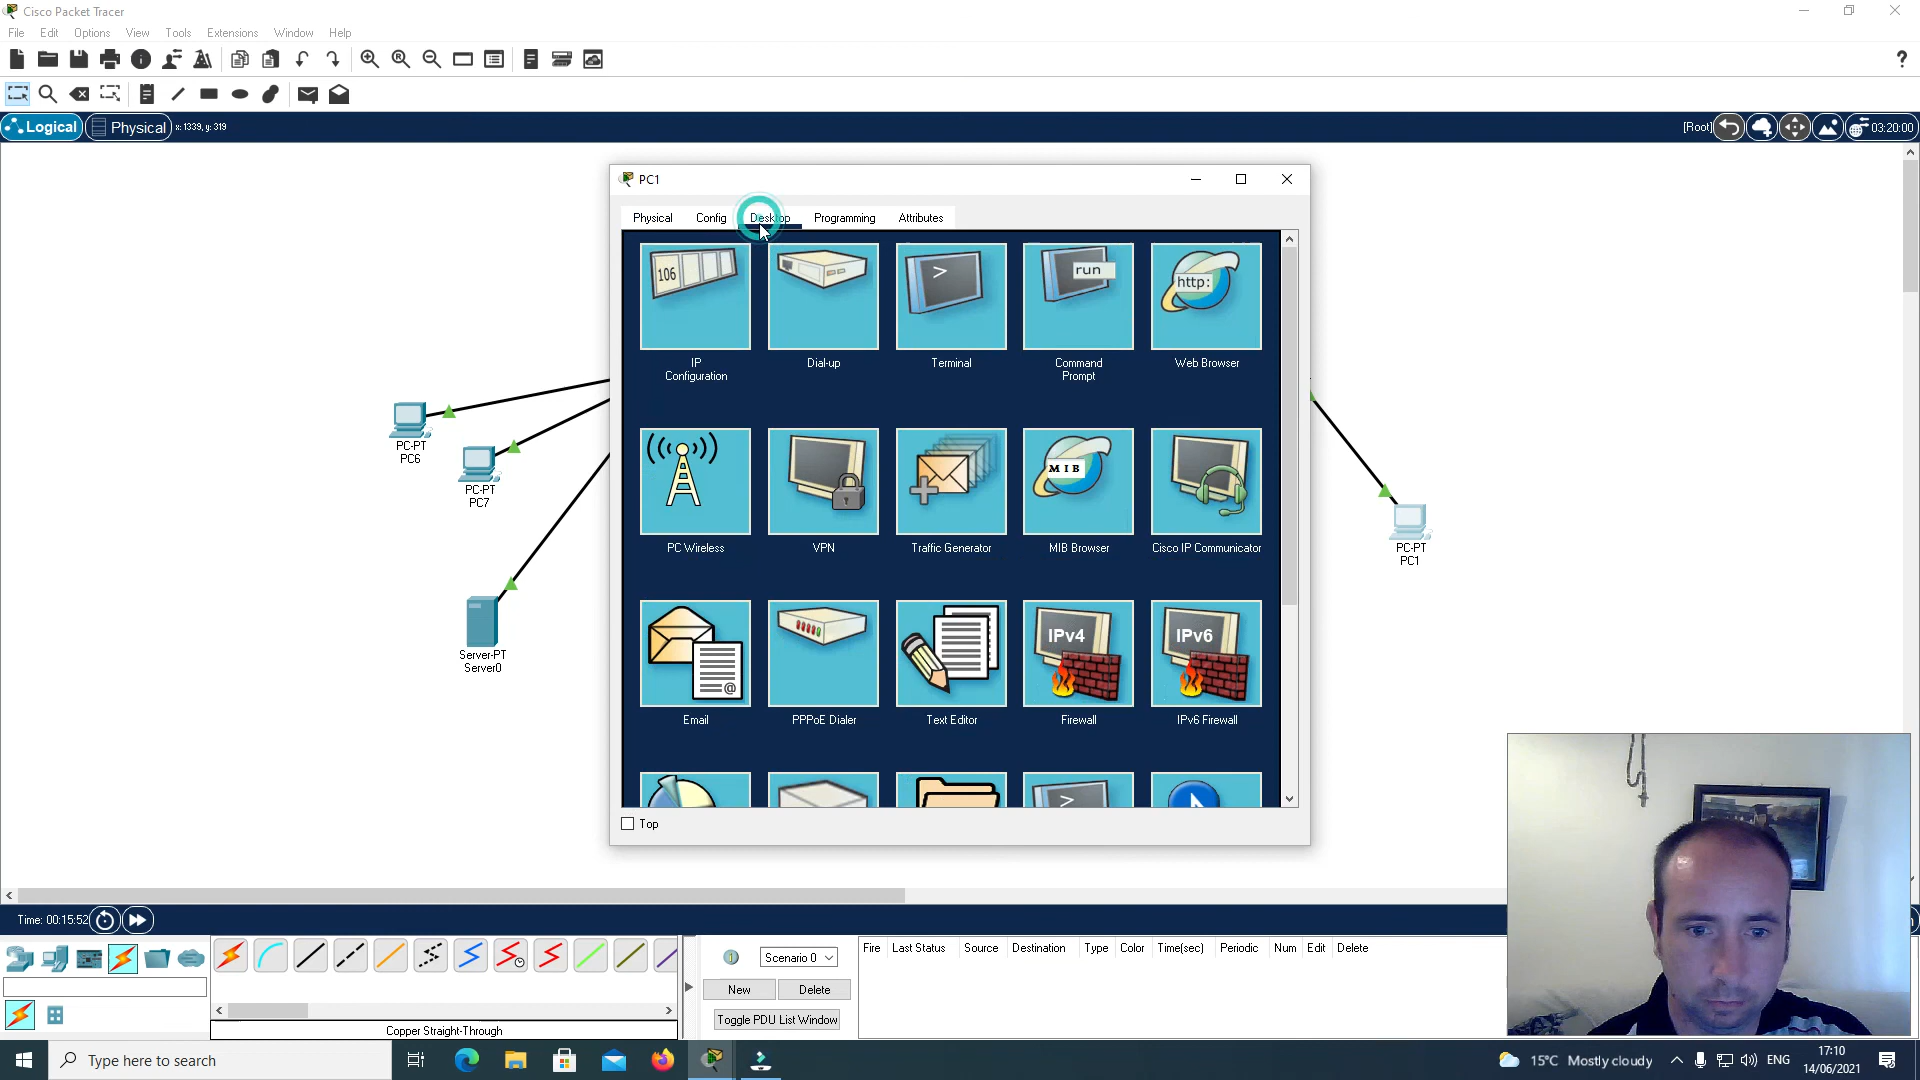 Cisco Packet Tracer
File Edit Options View Tools Extensions Window Help
Logical Physical x: 1339, y: 319 [Root] 03:20:00
PC1
Physical Config Desktop Programming Attributes
106
>
run
http:
IP
Configuration
Dial-up
Terminal
Command
Prompt
Web Browser
MIB
PC Wireless
VPN
Traffic Generator
MIB Browser
Cisco IP Communicator
@
IPv4
IPv6
Email
PPPoE Dialer
Text Editor
Firewall
IPv6 Firewall
>
Top
PC-PT
PC6
PC-PT
PC7
Server-PT
Server0
PC-PT
PC1
Time: 00:15:52
Scenario 0
New Delete
Toggle PDU List Window
Fire Last Status Source Destination Type Color Time(sec) Periodic Num Edit Delete
Copper Straight-Through
Type here to search
15°C Mostly cloudy
ENG
17:10
14/06/2021